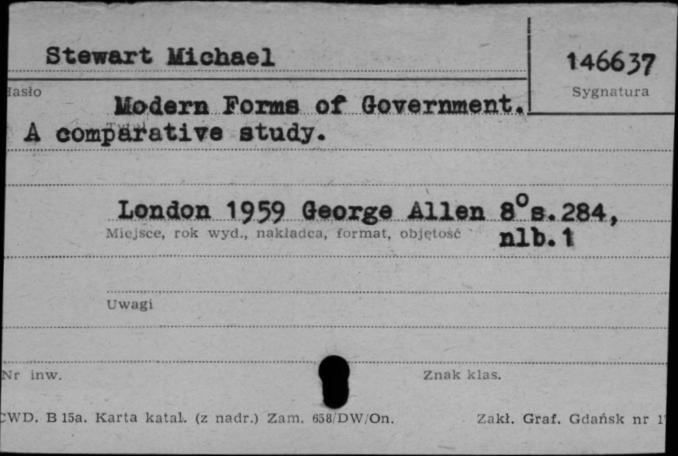 Stewart Michael
146637
Hasło
Sygnatura
Modern Forms of Government.
A comparative study.
Tytuł
London 1959 George Allen 8° s.284,
Miejsce, rok wyd., nakładca, format, objętość
nlb.1
Uwagi
Nr inw.
Znak klas.
CWD. B 15a. Karta katal. (z nadr.) Zam. 658/DW/On.
Zakł. Graf. Gdańsk nr